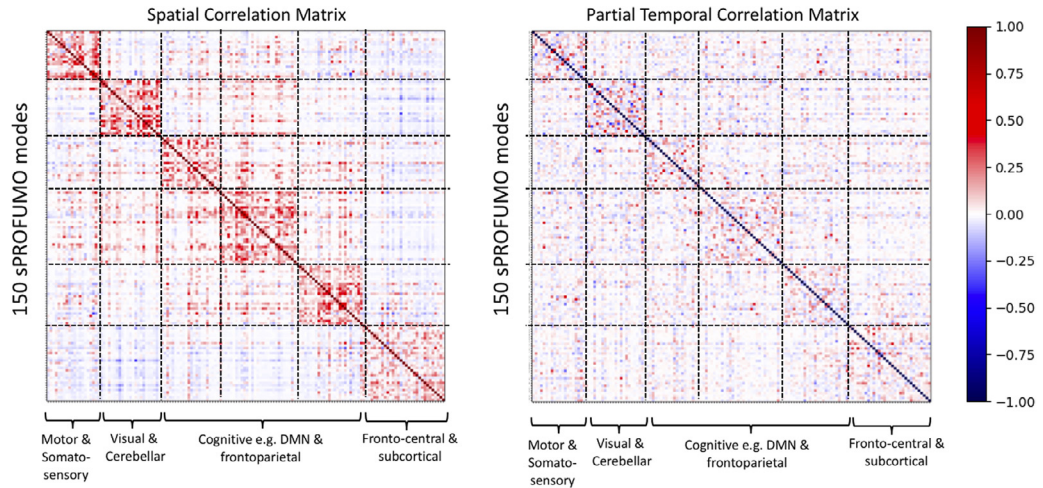 Spatial Correlation Matrix
Partial Temporal Correlation Matrix
150 sPROFUMO modes
150 sPROFUMO modes
1.00
0.75
0.50
0.25
0.00
−0.25
−0.50
−0.75
−1.00
Motor &
Somato-
sensory
Visual &
Cerebellar
Cognitive e.g. DMN &
frontoparietal
Fronto-central &
subcortical
Motor &
Somato-
sensory
Visual &
Cerebellar
Cognitive e.g. DMN &
frontoparietal
Fronto-central &
subcortical